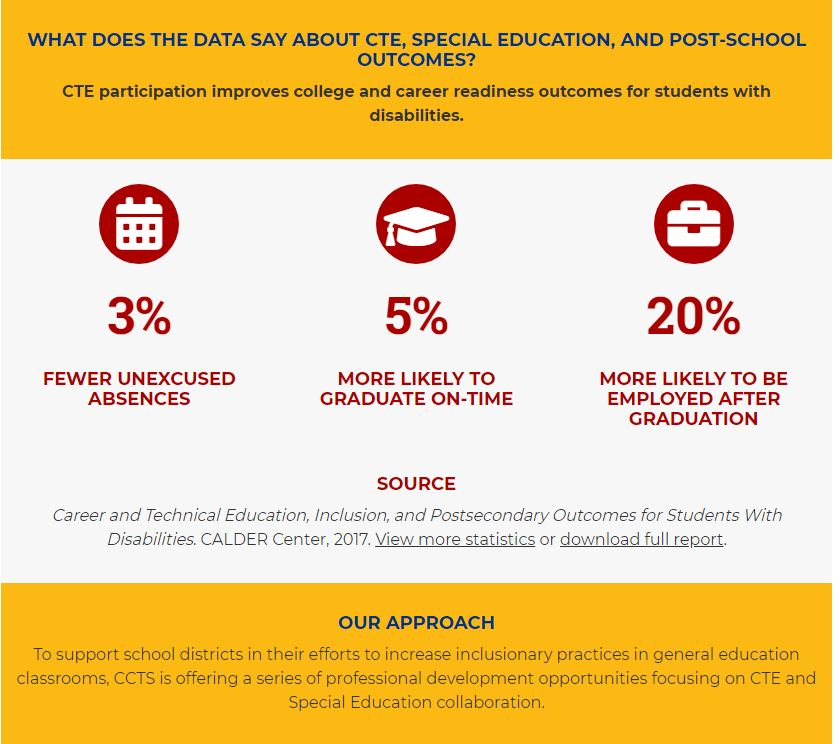 WHAT DOES THE DATA SAY ABOUT CTE, SPECIAL EDUCATION, AND POST-SCHOOL
OUTCOMES?
CTE participation improves college and career readiness outcomes for students with
disabilities.
3%
FEWER UNEXCUSED
ABSENCES
5%
MORE LIKELY TO
GRADUATE ON-TIME
20%
MORE LIKELY TO BE
EMPLOYED AFTER
GRADUATION
SOURCE
Career and Technical Education, Inclusion, and Postsecondary Outcomes for Students With
Disabilities. CALDER Center, 2017. View more statistics or download full report.
OUR APPROACH
To support school districts in their efforts to increase inclusionary practices in general education
classrooms, CCTS is offering a series of professional development opportunities focusing on CTE and
Special Education collaboration.